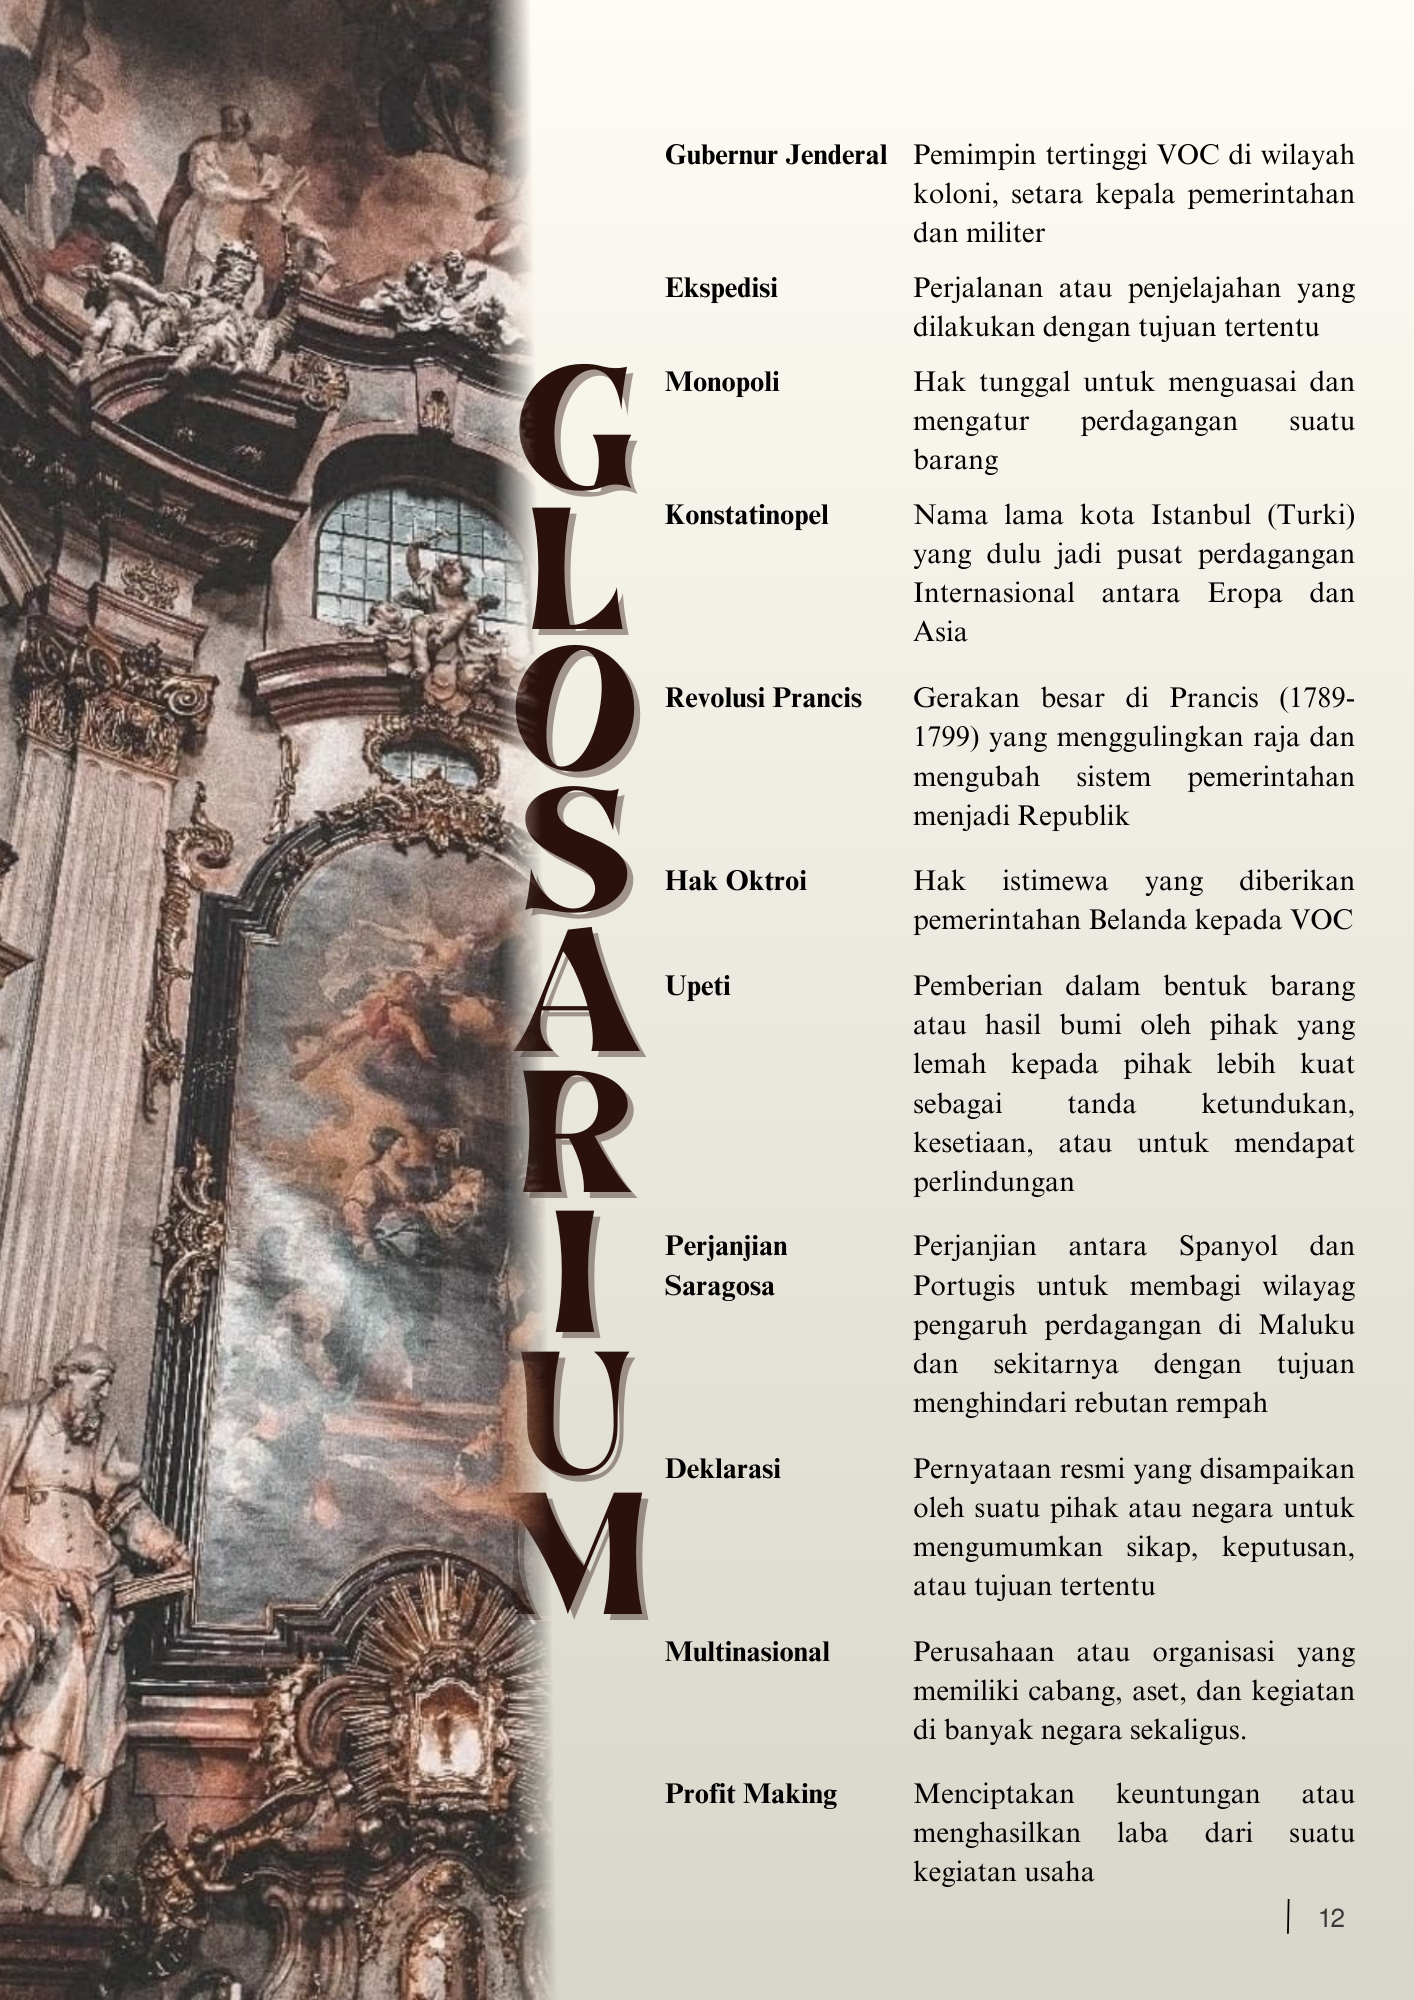 GLOSARIUM
Gubernur Jenderal
Pemimpin tertinggi VOC di wilayah
koloni, setara kepala pemerintahan
dan militer
Ekspedisi
Perjalanan atau penjelajahan yang
dilakukan dengan tujuan tertentu
Monopoli
Hak tunggal untuk menguasai dan
mengatur perdagangan suatu
barang
Konstatinopel
Nama lama kota Istanbul (Turki)
yang dulu jadi pusat perdagangan
Internasional antara Eropa dan
Asia
Revolusi Prancis
Gerakan besar di Prancis (1789-
1799) yang menggulingkan raja dan
mengubah sistem pemerintahan
menjadi Republik
Hak Oktroi
Hak istimewa yang diberikan
pemerintahan Belanda kepada VOC
Upeti
Pemberian dalam bentuk barang
atau hasil bumi oleh pihak yang
lemah kepada pihak lebih kuat
sebagai tanda ketundukan,
kesetiaan, atau untuk mendapat
perlindungan
Perjanjian
Saragosa
Perjanjian antara Spanyol dan
Portugis untuk membagi wilayag
pengaruh perdagangan di Maluku
dan sekitarnya dengan tujuan
menghindari rebutan rempah
Deklarasi
Pernyataan resmi yang disampaikan
oleh suatu pihak atau negara untuk
mengumumkan sikap, keputusan,
atau tujuan tertentu
Multinasional
Perusahaan atau organisasi yang
memiliki cabang, aset, dan kegiatan
di banyak negara sekaligus.
Profit Making
Menciptakan keuntungan atau
menghasilkan laba dari suatu
kegiatan usaha
12